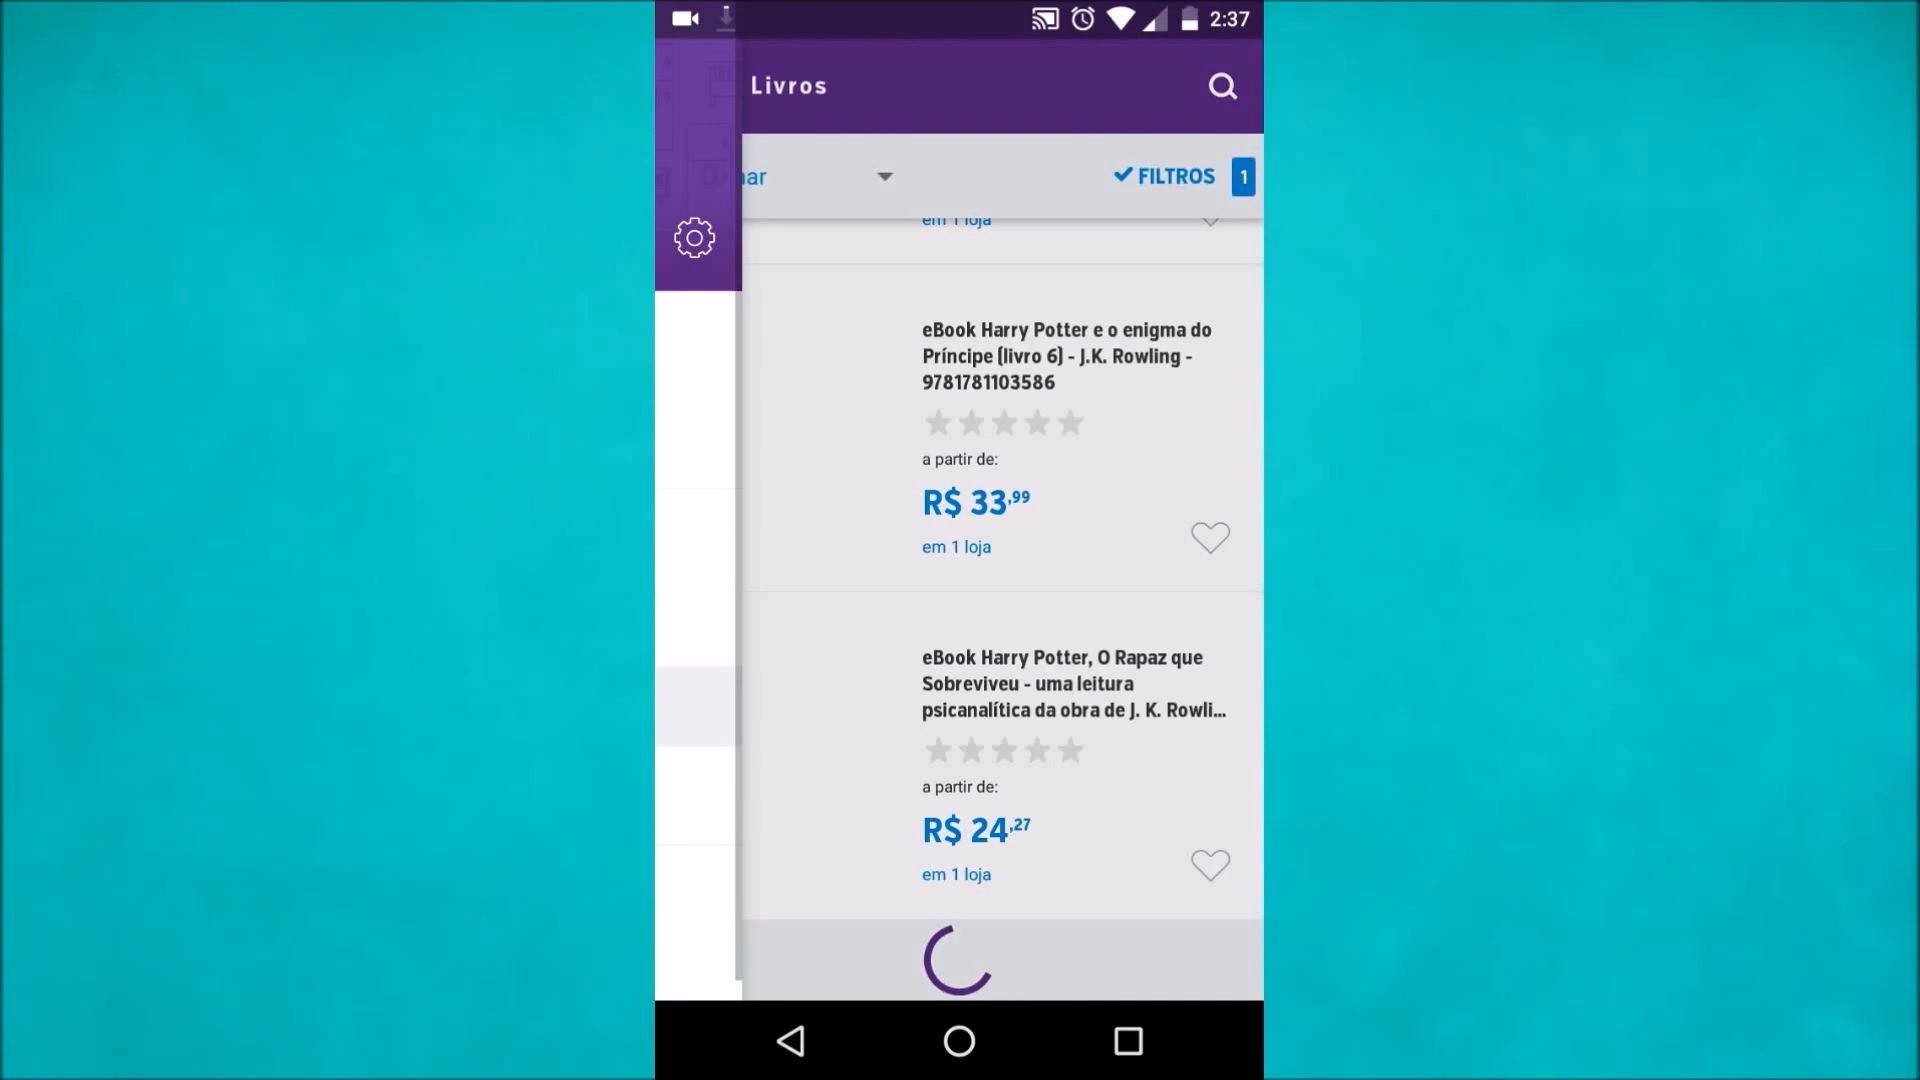 2:37
Livros
nar
FILTROS 1
em 1 loja
eBook Harry Potter e o enigma do
Príncipe (livro 6) - J.K. Rowling -
9781781103586
a partir de:
R$ 33,99
em 1 loja
eBook Harry Potter, O Rapaz que
Sobreviveu - uma leitura
psicanalítica da obra de J. K. Rowli...
a partir de:
R$ 24,27
em 1 loja